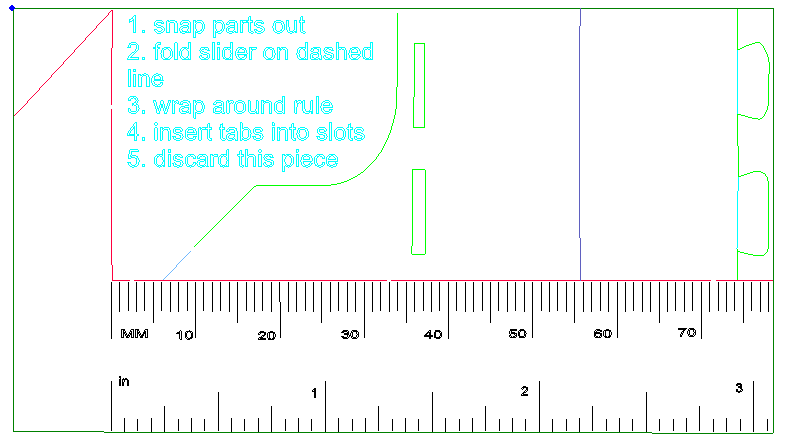 1. snap parts out
2. fold slider on dashed
line
3. wrap around rule
4. insert tabs into slots
5. discard this piece
MM 10 20 30 40 50 60 70
in 1 2 3